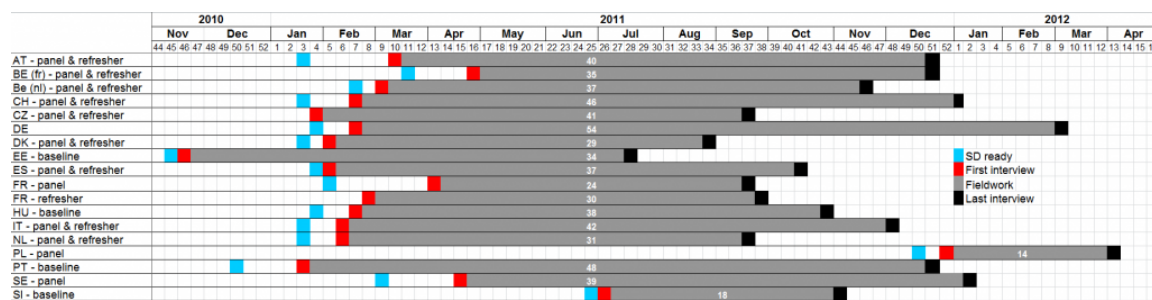 2010 2011 2012
Nov Dec Jan Feb Mar Apr May Jun Jul Aug Sep Oct Nov Dec Jan Feb Mar Apr
44 45 46 47 48 49 50 51 52 1 2 3 4 5 6 7 8 9 10 11 12 13 14 15 16 17 18 19 20 21 22 23 24 25 26 27 28 29 30 31 32 33 34 35 36 37 38 39 40 41 42 43 44 45 46 47 48 49 50 51 52 1 2 3 4 5 6 7 8 9 10 11 12 13 14 15 1
AT - panel & refresher 40
BE (fr) - panel & refresher 35
Be (nl) - panel & refresher 37
CH - panel & refresher 46
CZ - panel & refresher 41
DE 54
DK - panel & refresher 29
EE - baseline 34 SD ready
ES - panel & refresher 37 First interview
FR - panel 24 Fieldwork
FR - refresher 30 Last interview
HU - baseline 38
IT - panel & refresher 42
NL - panel & refresher 31
PL - panel 14
PT - baseline 48
SE - panel 39
SI - baseline 18